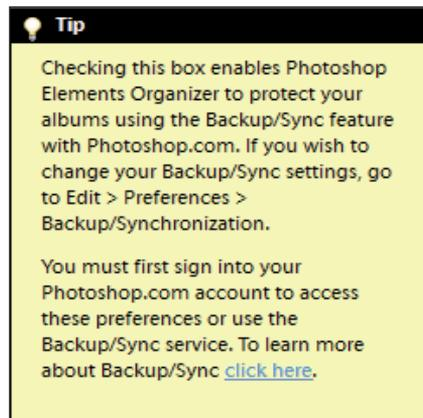 Tip
Checking this box enables Photoshop
Elements Organizer to protect your
albums using the Backup/Sync feature
with Photoshop.com. If you wish to
change your Backup/Sync settings, go
to Edit > Preferences >
Backup/Synchronization.
You must first sign into your
Photoshop.com account to access
these preferences or use the
Backup/Sync service. To learn more
about Backup/Sync click here.